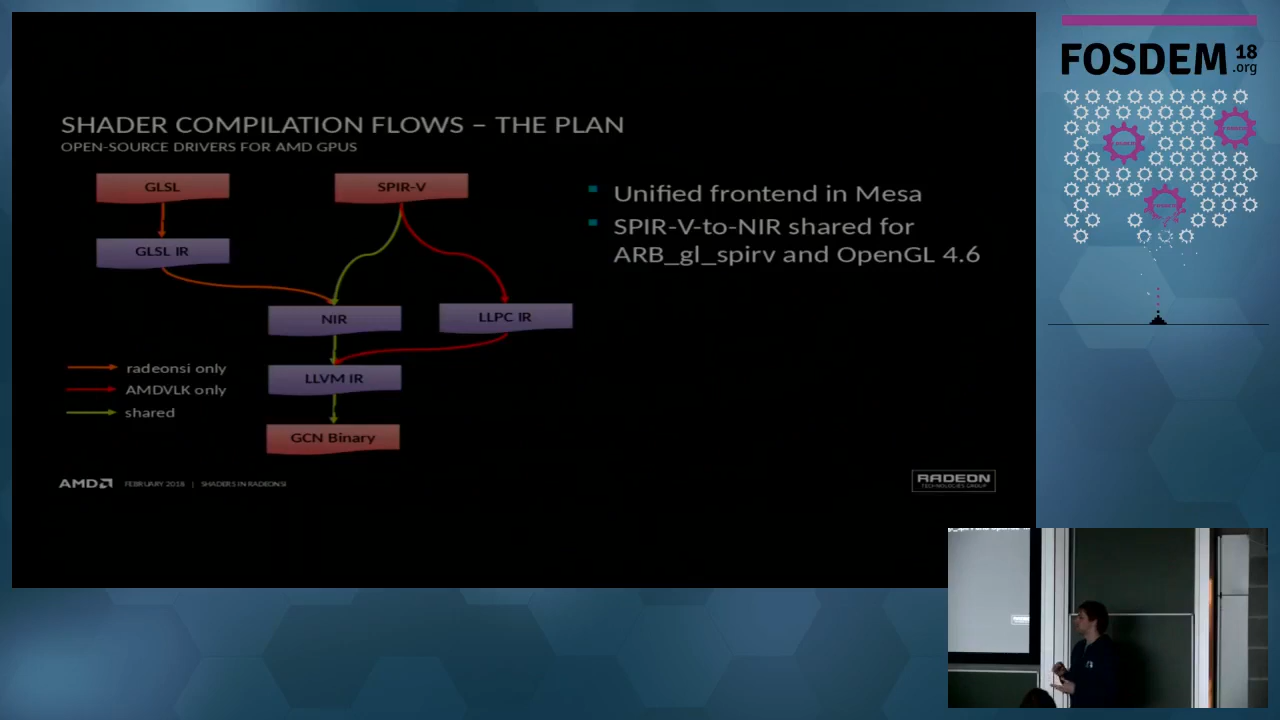 FOSDEM 18
.org
SHADER COMPILATION FLOWS – THE PLAN
OPEN-SOURCE DRIVERS FOR AMD GPUS
GLSL
SPIR-V
GLSL IR
NIR
LLPC IR
LLVM IR
GCN Binary
radeonsi only
AMDVLK only
shared
Unified frontend in Mesa
SPIR-V-to-NIR shared for
ARB_gl_spirv and OpenGL 4.6
AMD
FEBRUARY 2018 | SHADERS IN RADEONSI
RADEON
TECHNOLOGIES GROUP